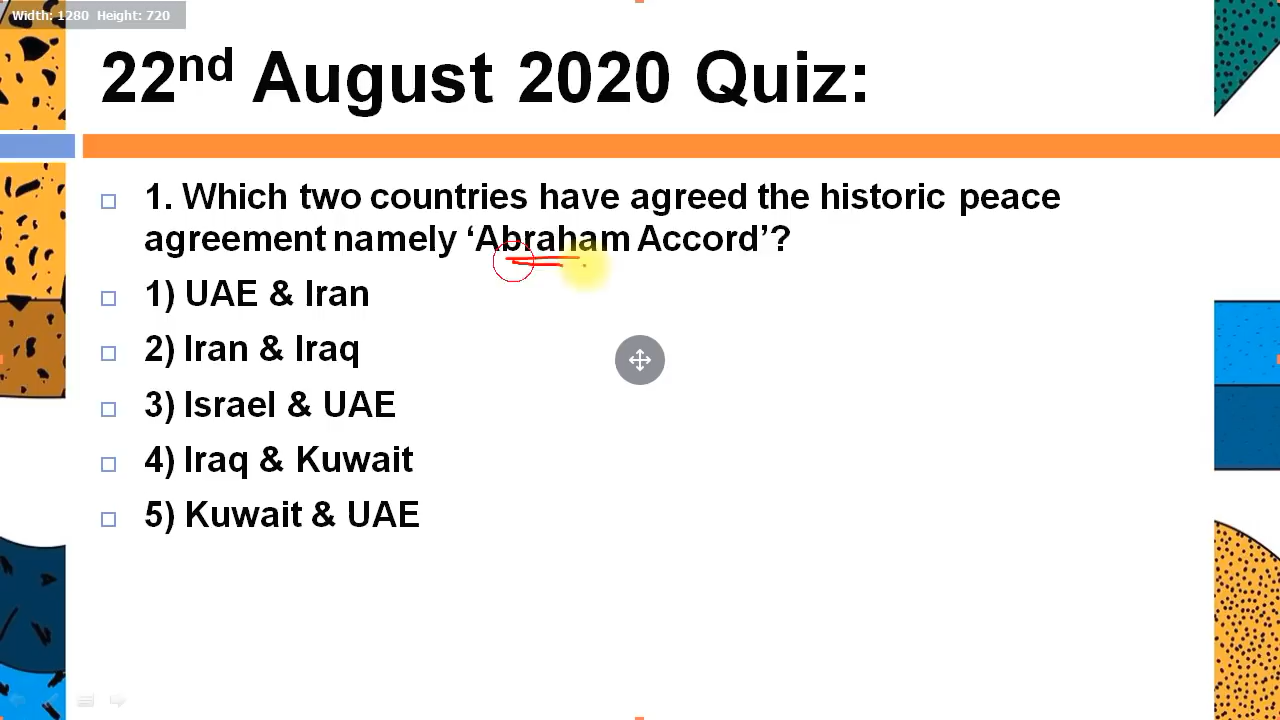 Width: 1280 Height: 720
22nd August 2020 Quiz:
1. Which two countries have agreed the historic peace
agreement namely ‘Abraham Accord’?
1) UAE & Iran
2) Iran & Iraq
3) Israel & UAE
4) Iraq & Kuwait
5) Kuwait & UAE